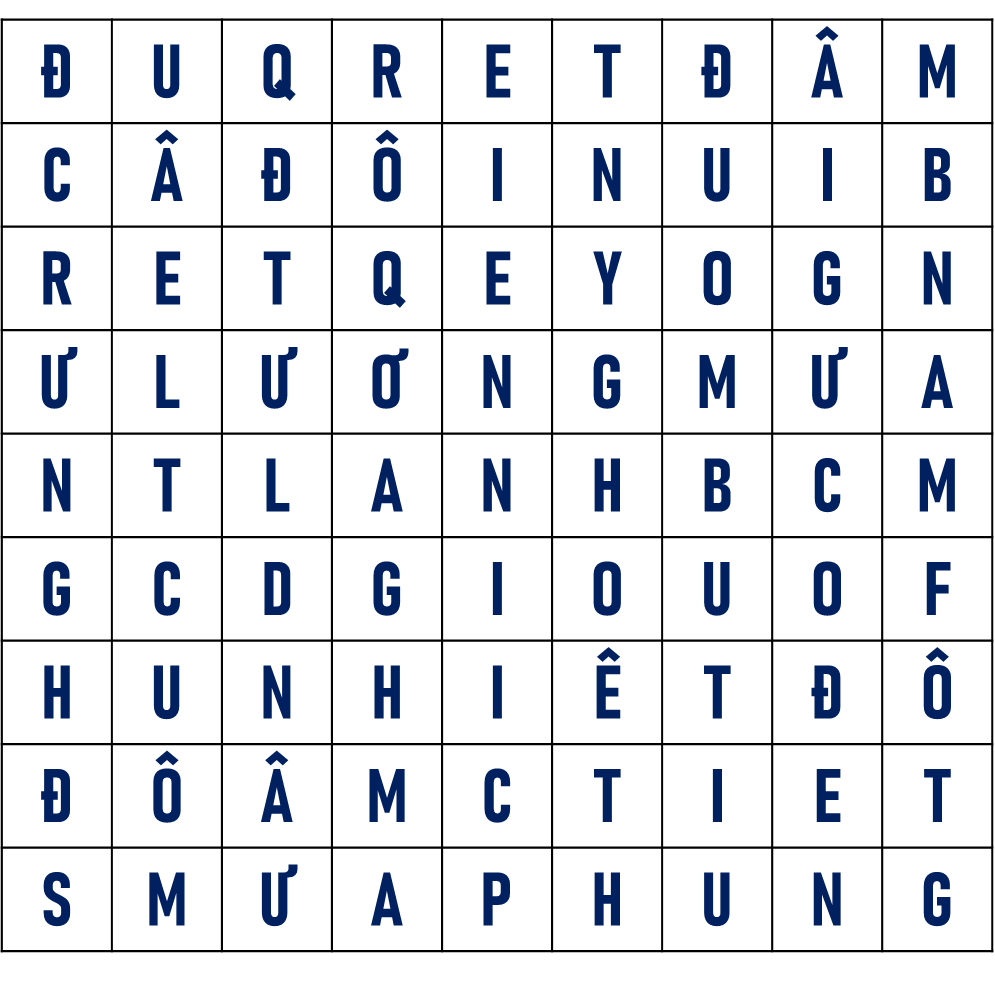 Đ U Q R E T Đ Â M
C Â Đ Ô I N U I B
R E T Q E Y O G N
Ư L Ư Ơ N G M Ư A
N T L A N H B C M
G C D G I O U O F
H U N H I Ê T Đ Ô
Đ Ô Â M C T I E T
S M Ư A P H U N G